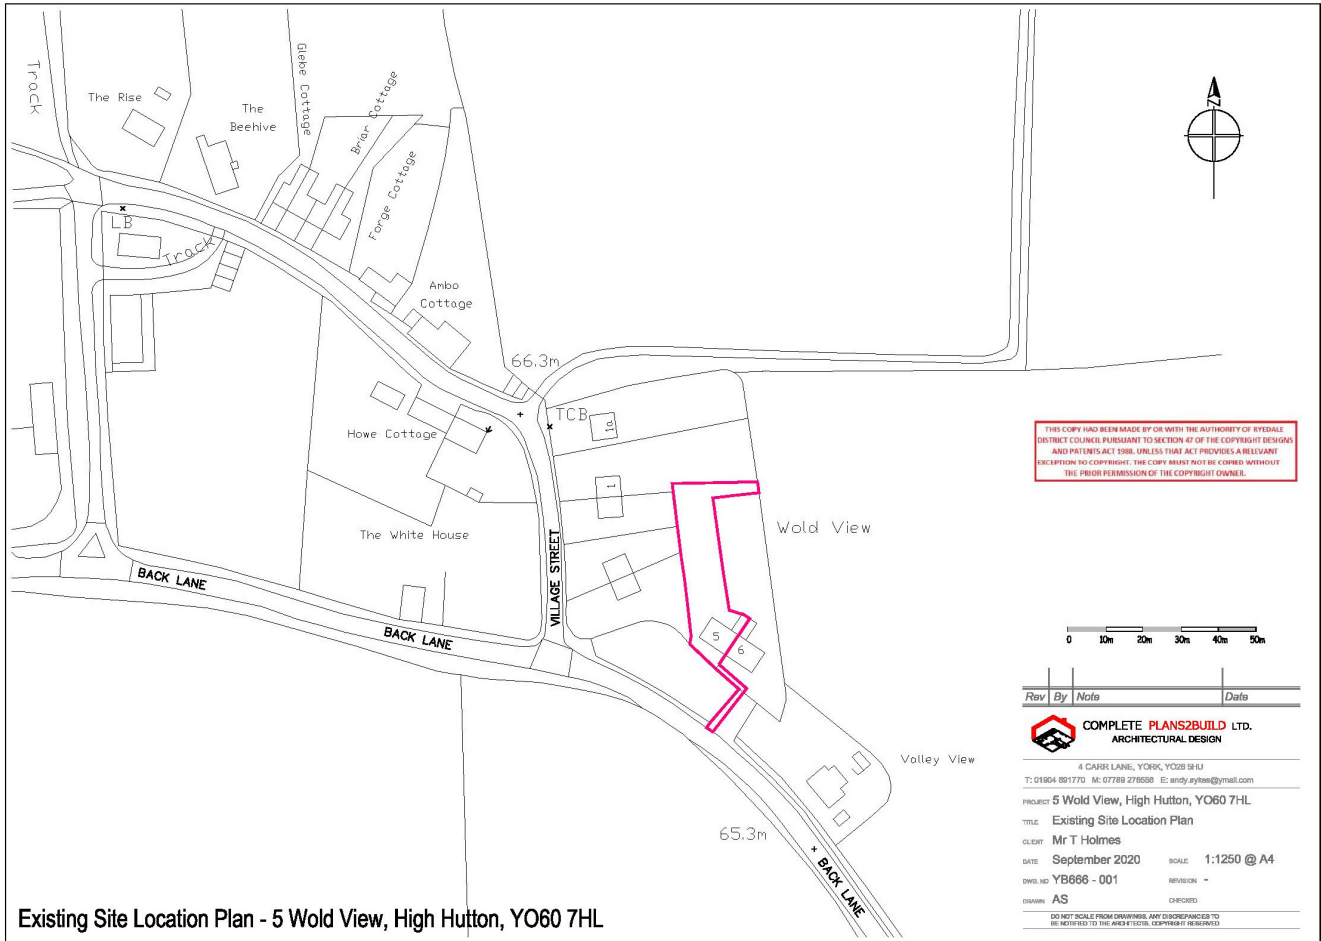 Track
The Rise
The
Beehive
Glebe Cottage
Briar Cottage
Forge Cottage
N
LB
Track
Ambo
Cottage
66.3m
TCB
1a
Howe Cottage
1
The White House
Wold View
VILLAGE STREET
BACK LANE
BACK LANE
5
6
Valley View
65.3m
BACK LANE
THIS COPY HAD BEEN MADE BY OR WITH THE AUTHORITY OF RYEDALE
DISTRICT COUNCIL PURSUANT TO SECTION 47 OF THE COPYRIGHT DESIGNS
AND PATENTS ACT 1988. UNLESS THAT ACT PROVIDES A RELEVANT
EXCEPTION TO COPYRIGHT. THE COPY MUST NOT BE COPIED WITHOUT
THE PRIOR PERMISSION OF THE COPYRIGHT OWNER.
0 10m 20m 30m 40m 50m
Rev By Note Date
COMPLETE PLANS2BUILD LTD.
ARCHITECTURAL DESIGN
4 CARR LANE, YORK, YO26 5HU
T: 01904 891770 M: 07789 276558 E: andy.sykes@ymail.com
PROJECT 5 Wold View, High Hutton, YO60 7HL
TITLE Existing Site Location Plan
CLIENT Mr T Holmes
DATE September 2020 SCALE 1:1250 @ A4
DWG. NO YB666 - 001 REVISION -
DRAWN AS CHECKED
DO NOT SCALE FROM DRAWINGS. ANY DISCREPANCIES TO
BE NOTIFIED TO THE ARCHITECTS. COPYRIGHT RESERVED
Existing Site Location Plan - 5 Wold View, High Hutton, YO60 7HL